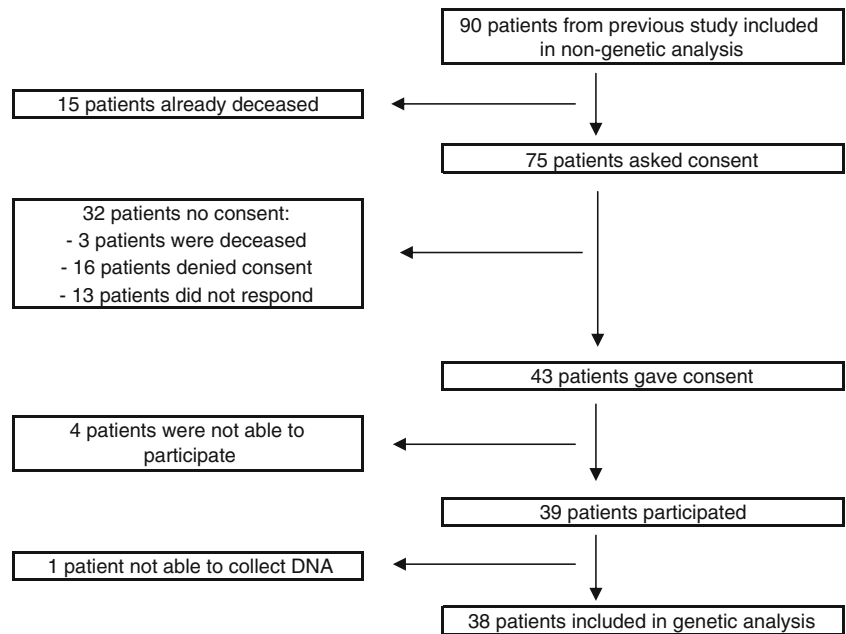 90 patients from previous study included
in non-genetic analysis
15 patients already deceased
75 patients asked consent
32 patients no consent:
- 3 patients were deceased
- 16 patients denied consent
- 13 patients did not respond
43 patients gave consent
4 patients were not able to
participate
39 patients participated
1 patient not able to collect DNA
38 patients included in genetic analysis